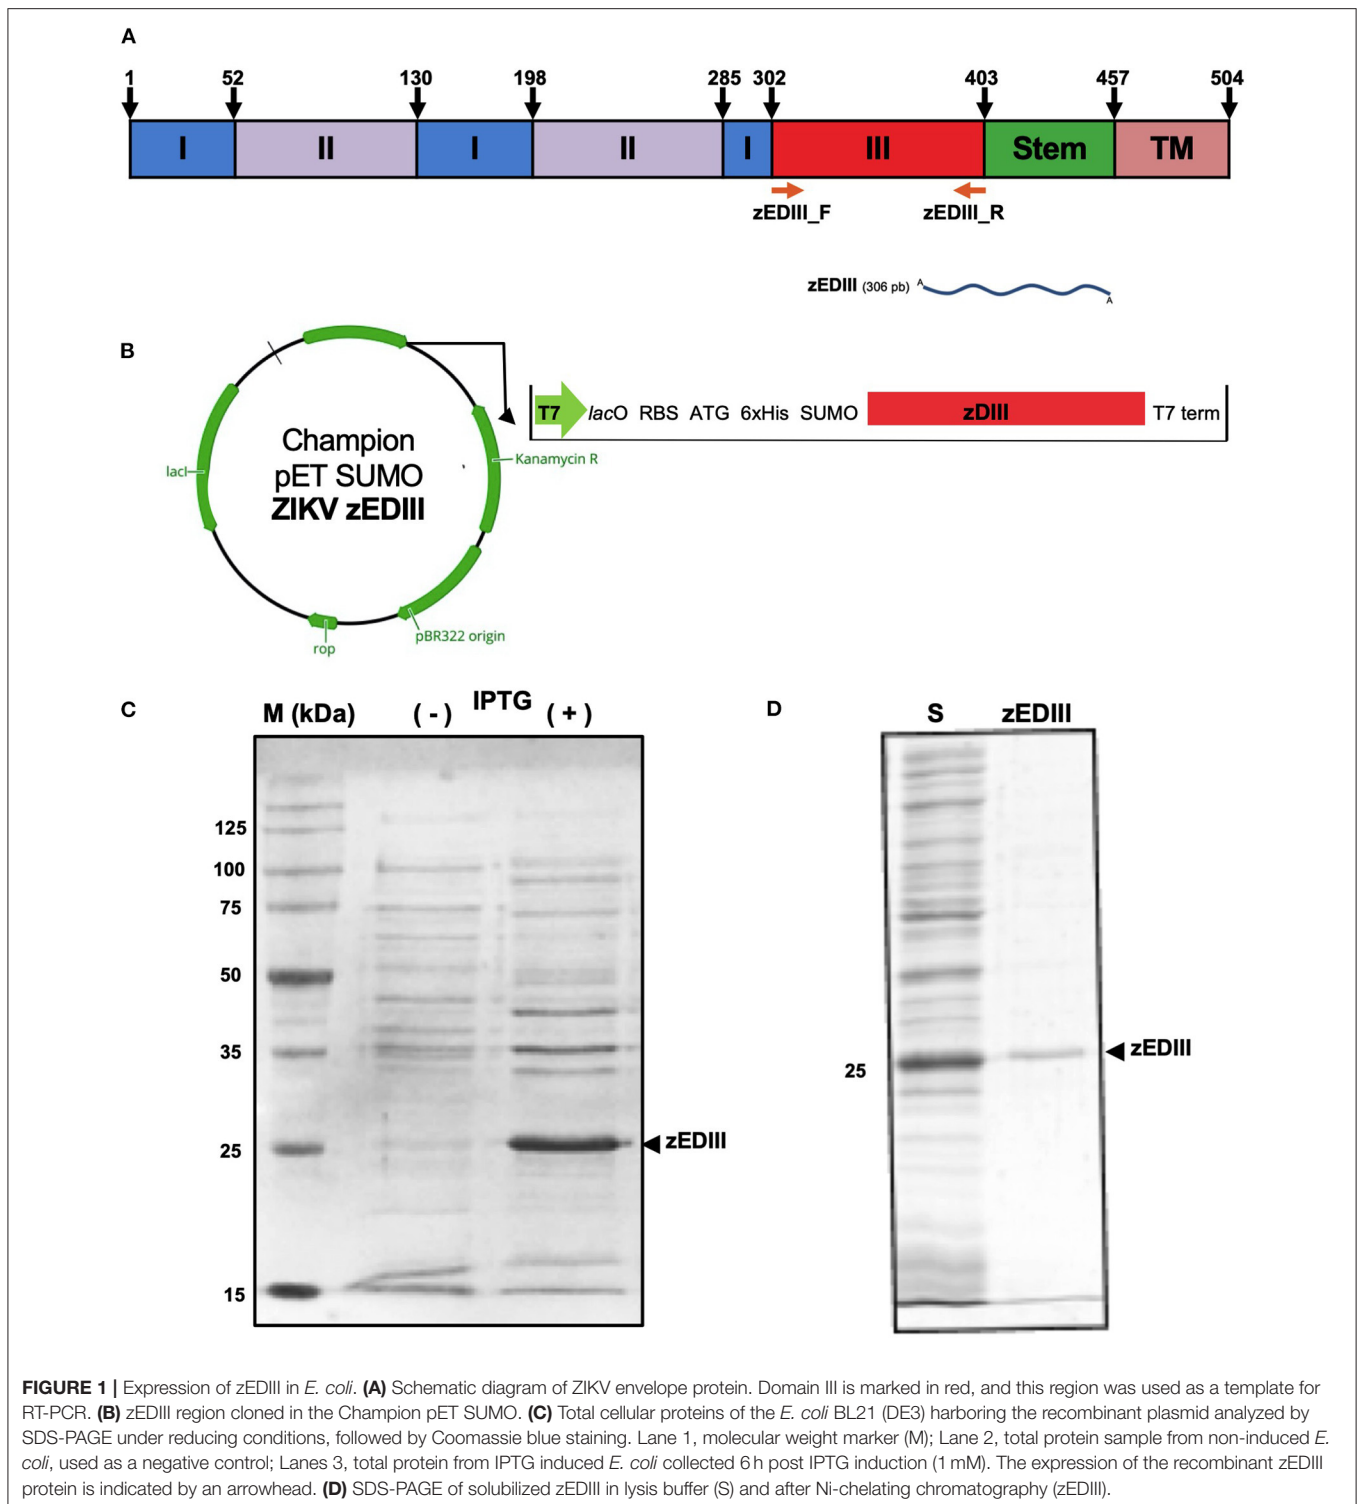 A
1 52 130 198 285 302 403 457 504
I II I II I III Stem TM
zEDIII_F zEDIII_R
zEDIII (306 pb) A A
B
T7 lacO RBS ATG 6xHis SUMO zDIII T7 term
Champion
pET SUMO
ZIKV zEDIII
lacI
Kanamycin R
pBR322 origin
rop
C
IPTG
M (kDa) ( - ) ( + )
125
100
75
50
35
25
15
zEDIII
D
S zEDIII
25
zEDIII
FIGURE 1 | Expression of zEDIII in E. coli. (A) Schematic diagram of ZIKV envelope protein. Domain III is marked in red, and this region was used as a template for
RT-PCR. (B) zEDIII region cloned in the Champion pET SUMO. (C) Total cellular proteins of the E. coli BL21 (DE3) harboring the recombinant plasmid analyzed by
SDS-PAGE under reducing conditions, followed by Coomassie blue staining. Lane 1, molecular weight marker (M); Lane 2, total protein sample from non-induced E.
coli, used as a negative control; Lanes 3, total protein from IPTG induced E. coli collected 6 h post IPTG induction (1 mM). The expression of the recombinant zEDIII
protein is indicated by an arrowhead. (D) SDS-PAGE of solubilized zEDIII in lysis buffer (S) and after Ni-chelating chromatography (zEDIII).